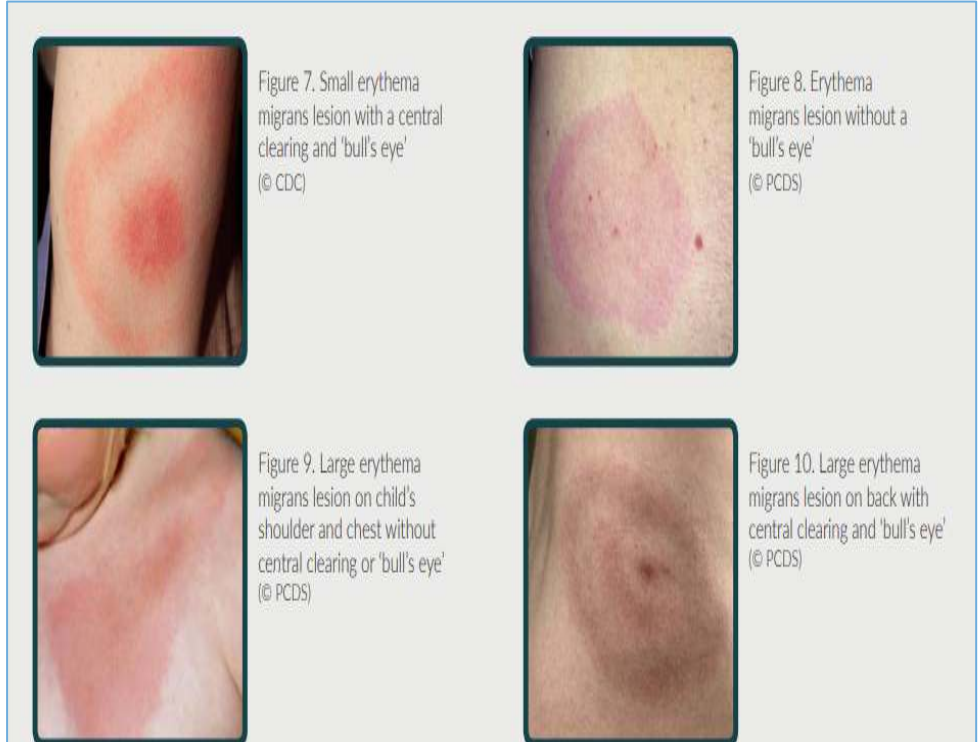 Figure 7. Small erythema
migrans lesion with a central
clearing and ‘bull’s eye’
(© CDC)
Figure 8. Erythema
migrans lesion without a
‘bull’s eye’
(© PCDS)
Figure 9. Large erythema
migrans lesion on child’s
shoulder and chest without
central clearing or ‘bull’s eye’
(© PCDS)
Figure 10. Large erythema
migrans lesion on back with
central clearing and ‘bull’s eye’
(© PCDS)